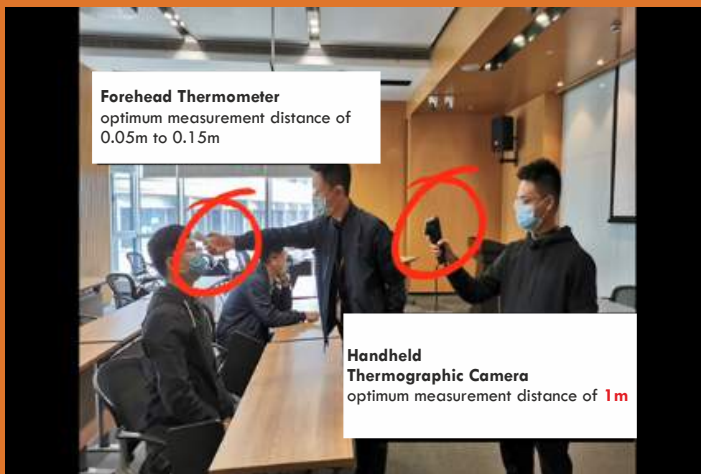 Forehead Thermometer
optimum measurement distance of
0.05m to 0.15m
Handheld
Thermographic Camera
optimum measurement distance of 1m